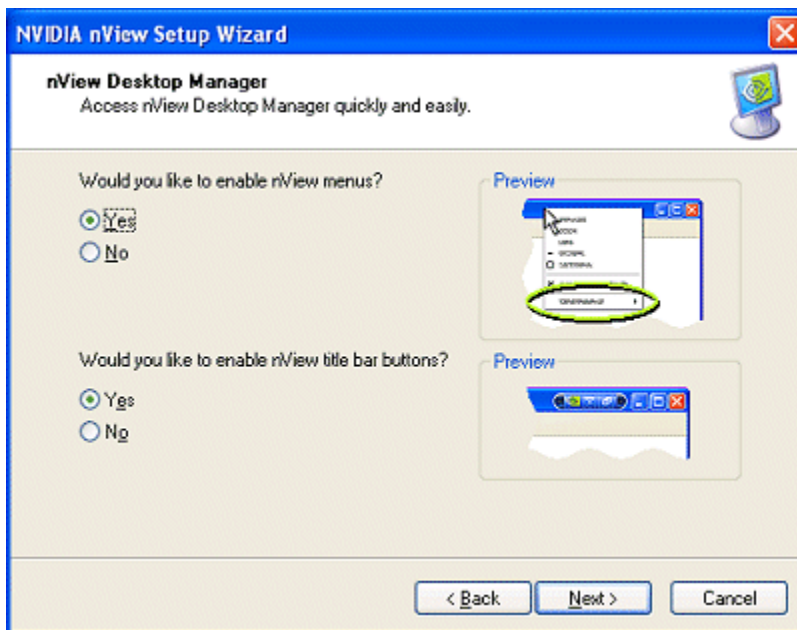 NVIDIA nView Setup Wizard
nView Desktop Manager
Access nView Desktop Manager quickly and easily.
Would you like to enable nView menus?
Yes
No
Preview
Would you like to enable nView title bar buttons?
Yes
No
Preview
< Back
Next >
Cancel